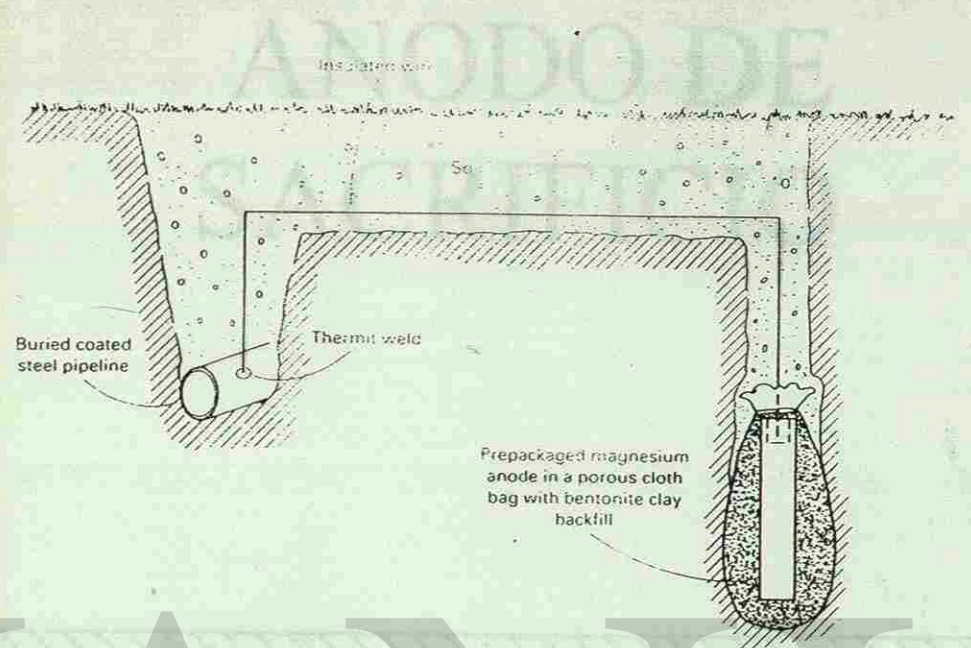 ANODO DE
Insulated wire
SACRIFICIO
Buried coated
steel pipeline
Thermit weld
Prepackaged magnesium
anode in a porous cloth
bag with bentonite clay
backfill